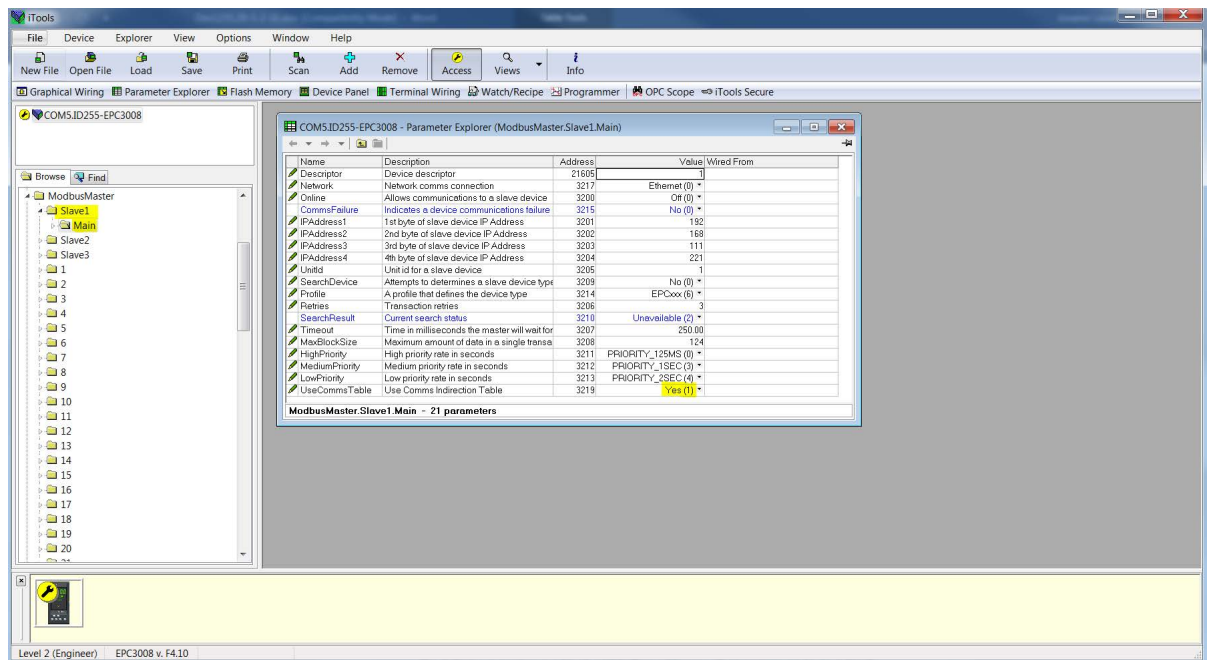 iTools
File Device Explorer View Options Window Help
New File Open File Load Save Print Scan Add Remove Access Views Info
Graphical Wiring Parameter Explorer Flash Memory Device Panel Terminal Wiring Watch/Recipe Programmer OPC Scope iTools Secure
COM5.ID255-EPC3008
Browse Find
ModbusMaster
Slave1
Main
Slave2
Slave3
1
2
3
4
5
6
7
8
9
10
11
12
13
14
15
16
17
18
19
20
COM5.ID255-EPC3008 - Parameter Explorer (ModbusMaster.Slave1.Main)
Name Description Address Value Wired From
Descriptor Device descriptor 21605 1
Network Network comms connection 3217 Ethernet (0)
Online Allows communications to a slave device 3200 Off (0)
CommsFailure Indicates a device communications failure 3215 No (0)
IPAddress1 1st byte of slave device IP Address 3201 192
IPAddress2 2nd byte of slave device IP Address 3202 168
IPAddress3 3rd byte of slave device IP Address 3203 111
IPAddress4 4th byte of slave device IP Address 3204 221
UnitId Unit id for a slave device 3205 1
SearchDevice Attempts to determines a slave device type 3209 No (0)
Profile A profile that defines the device type 3214 EPCxxx (6)
Retries Transaction retries 3206 3
SearchResult Current search status 3210 Unavailable (2)
Timeout Time in milliseconds the master will wait for 3207 250.00
MaxBlockSize Maximum amount of data in a single transa 3208 124
HighPriority High priority rate in seconds 3211 PRIORITY_125MS (0)
MediumPriority Medium priority rate in seconds 3212 PRIORITY_1SEC (3)
LowPriority Low priority rate in seconds 3213 PRIORITY_2SEC (4)
UseCommsTable Use Comms Indirection Table 3219 Yes (1)
ModbusMaster.Slave1.Main - 21 parameters
Level 2 (Engineer) EPC3008 v. F4.10